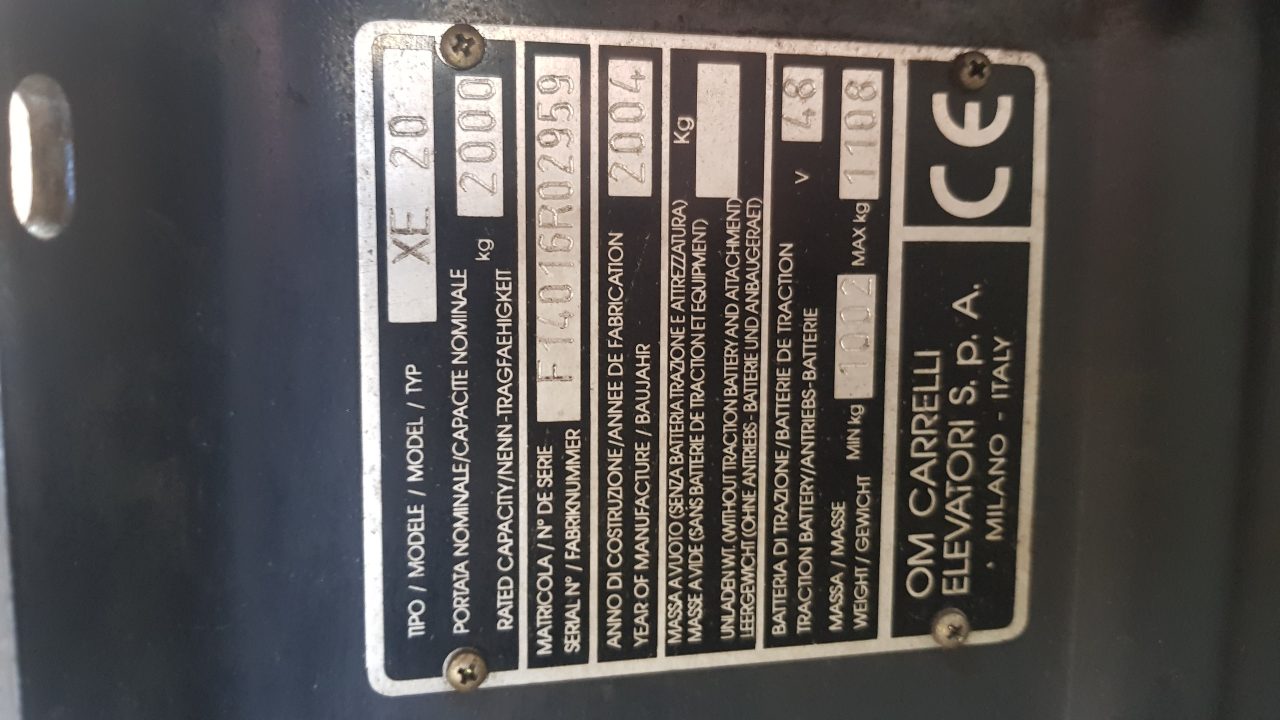 TIPO / MODELE / MODEL / TYP XE 20
PORTATA NOMINALE/CAPACITE NOMINALE
RATED CAPACITY/NENN-TRAGFAEHIGKEIT kg 2000
MATRICOLA / N° DE SERIE
SERIAL N° / FABRIKNUMMER F14016R02959
ANNO DI COSTRUZIONE/ANNEE DE FABRICATION
YEAR OF MANUFACTURE / BAUJAHR 2004
MASSA A VUOTO (SENZA BATTERIA TRAZIONE E ATTREZZATURA) Kg
MASSE A VIDE (SANS BATTERIE DE TRACTION ET EQUIPEMENT)
UNLADEN WT. (WITHOUT TRACTION BATTERY AND ATTACHMENT)
LEERGEWICHT (OHNE ANTRIEBS - BATTERIE UND ANBAUGERAET)
BATTERIA DI TRAZIONE / BATTERIE DE TRACTION
TRACTION BATTERY/ANTRIEBS-BATTERIE V 48
MASSA / MASSE
WEIGHT / GEWICHT MIN kg 1002 MAX kg 1108
OM CARRELLI
ELEVATORI S. p. A.
MILANO - ITALY
CE